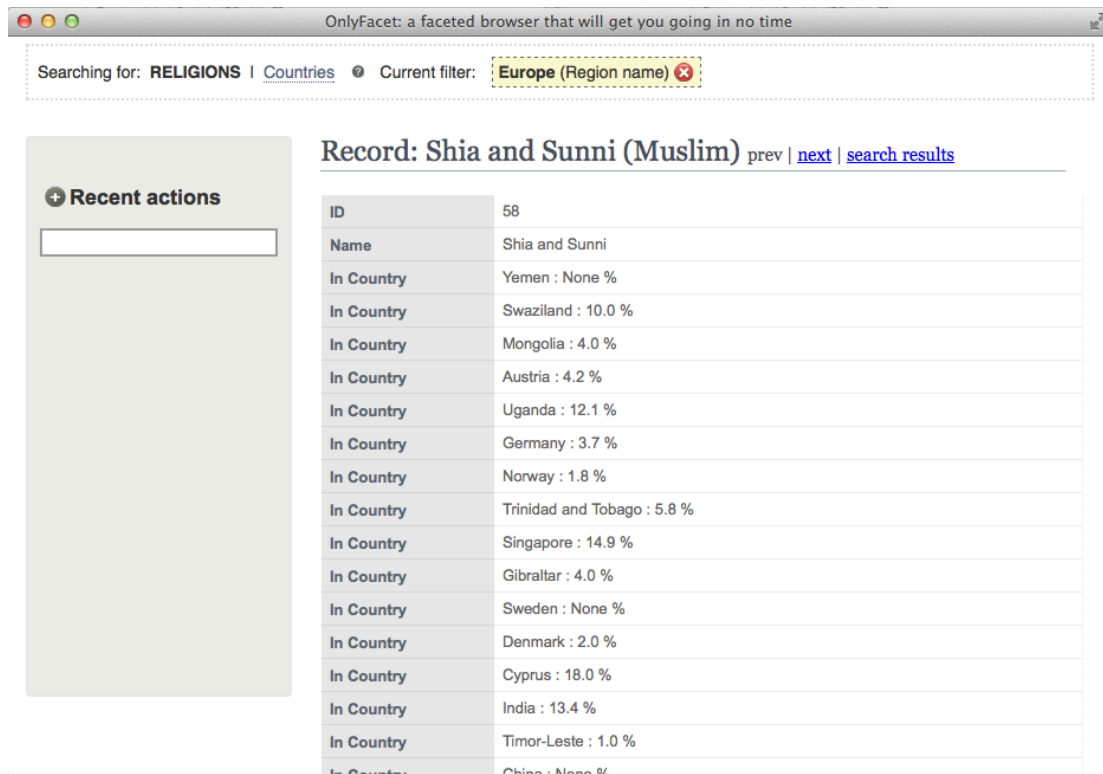 OnlyFacet: a faceted browser that will get you going in no time
Searching for: RELIGIONS | Countries ? Current filter: Europe (Region name)
Record: Shia and Sunni (Muslim) prev | next | search results
Recent actions
ID 58
Name Shia and Sunni
In Country Yemen : None %
In Country Swaziland : 10.0 %
In Country Mongolia : 4.0 %
In Country Austria : 4.2 %
In Country Uganda : 12.1 %
In Country Germany : 3.7 %
In Country Norway : 1.8 %
In Country Trinidad and Tobago : 5.8 %
In Country Singapore : 14.9 %
In Country Gibraltar : 4.0 %
In Country Sweden : None %
In Country Denmark : 2.0 %
In Country Cyprus : 18.0 %
In Country India : 13.4 %
In Country Timor-Leste : 1.0 %
In Country China : None %